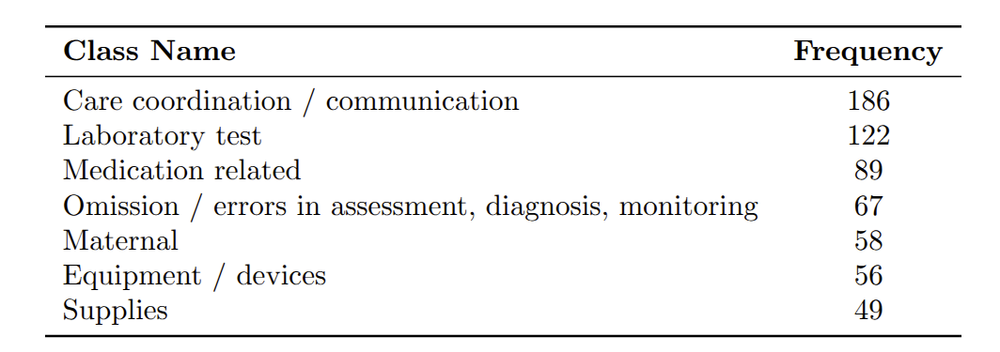 Class Name Frequency
Care coordination / communication 186
Laboratory test 122
Medication related 89
Omission / errors in assessment, diagnosis, monitoring 67
Maternal 58
Equipment / devices 56
Supplies 49